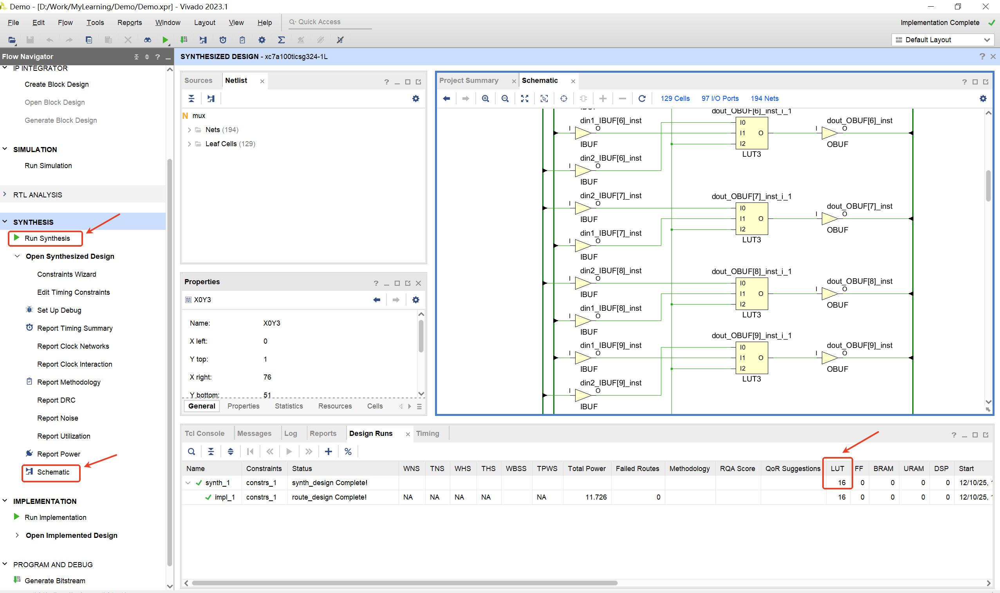 Demo - [D:/Work/MyLearning/Demo/Demo.xpr] - Vivado 2023.1
File Edit Flow Tools Reports Window Layout View Help Quick Access
Implementation Complete
Default Layout
Flow Navigator
SYNTHESIZED DESIGN - xc7a100ticsg324-1L
IP INTEGRATOR
Create Block Design
Open Block Design
Generate Block Design
SIMULATION
Run Simulation
RTL ANALYSIS
SYNTHESIS
Run Synthesis
Open Synthesized Design
Constraints Wizard
Edit Timing Constraints
Set Up Debug
Report Timing Summary
Report Clock Networks
Report Clock Interaction
Report Methodology
Report DRC
Report Noise
Report Utilization
Report Power
Schematic
IMPLEMENTATION
Run Implementation
Open Implemented Design
PROGRAM AND DEBUG
Generate Bitstream
Sources Netlist
N mux
Nets (194)
Leaf Cells (129)
Properties
X0Y3
Name: X0Y3
X left: 0
Y top: 1
X right: 76
Y bottom: 51
General Properties Statistics Resources Cells
Project Summary Schematic
129 Cells 97 I/O Ports 194 Nets
IBUF
dout_OBUF[6]_inst_i_1
din1_IBUF[6]_inst
dout_OBUF[6]_inst
I O
I0
I1 O
I2
I O
IBUF
OBUF
LUT3
din2_IBUF[6]_inst
I O
IBUF
din2_IBUF[7]_inst
dout_OBUF[7]_inst_i_1
I O
I0
I1 O
I2
dout_OBUF[7]_inst
I O
IBUF
OBUF
din1_IBUF[7]_inst
LUT3
I O
IBUF
din2_IBUF[8]_inst
dout_OBUF[8]_inst_i_1
I O
I0
I1 O
I2
dout_OBUF[8]_inst
I O
IBUF
OBUF
din1_IBUF[8]_inst
LUT3
I O
IBUF
dout_OBUF[9]_inst_i_1
din1_IBUF[9]_inst
dout_OBUF[9]_inst
I O
I0
I1 O
I2
I O
IBUF
OBUF
LUT3
din2_IBUF[9]_inst
I O
IBUF
Tcl Console Messages Log Reports Design Runs Timing
Name Constraints Status WNS TNS WHS THS WBSS TPWS Total Power Failed Routes Methodology RQA Score QoR Suggestions LUT FF BRAM URAM DSP Start
synth_1 constrs_1 synth_design Complete! 16 0 0 0 0 12/10/25,
impl_1 constrs_1 route_design Complete! NA NA NA NA NA 11.726 0 16 0 0 0 0 12/10/25,